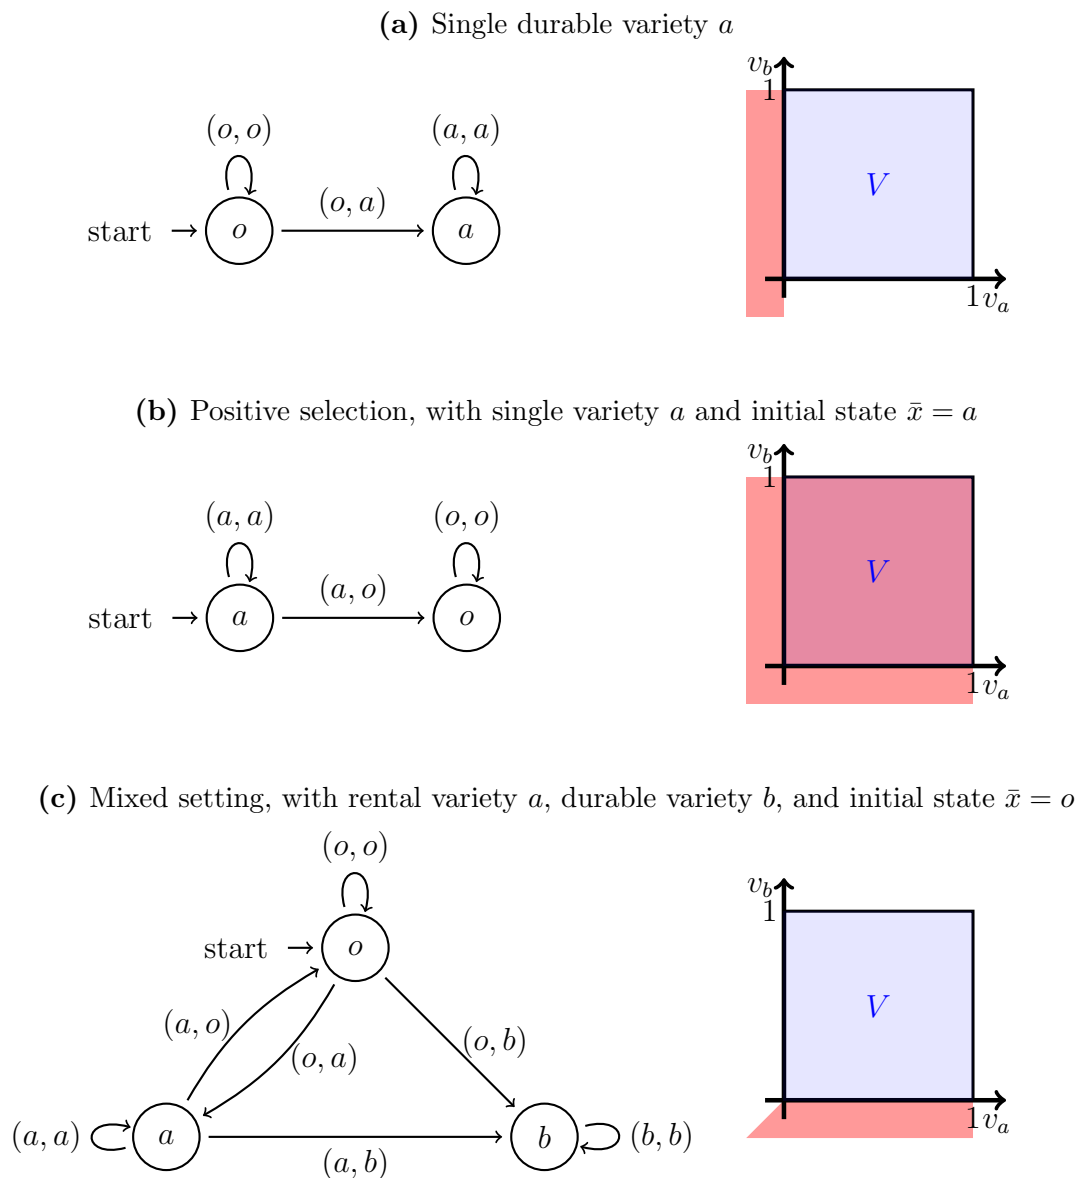 (a) Single durable variety a
v_b
1
(o, o)
(a, a)
V
(o, a)
start
o
a
1 v_a
(b) Positive selection, with single variety a and initial state x̄ = a
v_b
1
(a, a)
(o, o)
V
(a, o)
start
a
o
1 v_a
(c) Mixed setting, with rental variety a, durable variety b, and initial state x̄ = o
(o, o)
v_b
1
start
o
V
(a, o)
(o, a)
(o, b)
1 v_a
(a, a)
a
b
(b, b)
(a, b)